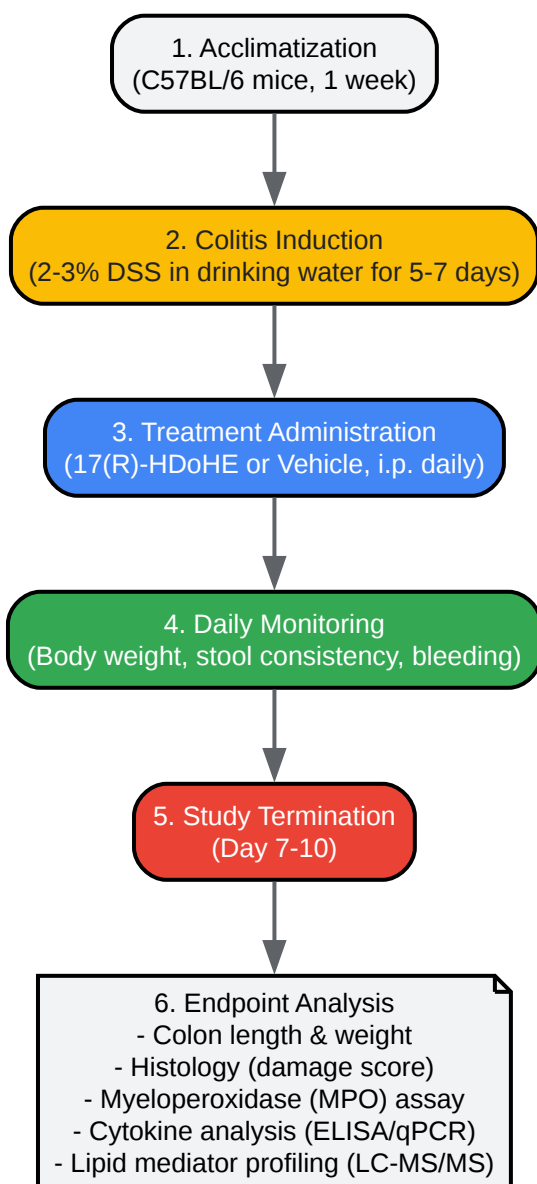 1. Acclimatization
(C57BL/6 mice, 1 week)
2. Colitis Induction
(2-3% DSS in drinking water for 5-7 days)
3. Treatment Administration
(17(R)-HDoHE or Vehicle, i.p. daily)
4. Daily Monitoring
(Body weight, stool consistency, bleeding)
5. Study Termination
(Day 7-10)
6. Endpoint Analysis
- Colon length & weight
- Histology (damage score)
- Myeloperoxidase (MPO) assay
- Cytokine analysis (ELISA/qPCR)
- Lipid mediator profiling (LC-MS/MS)